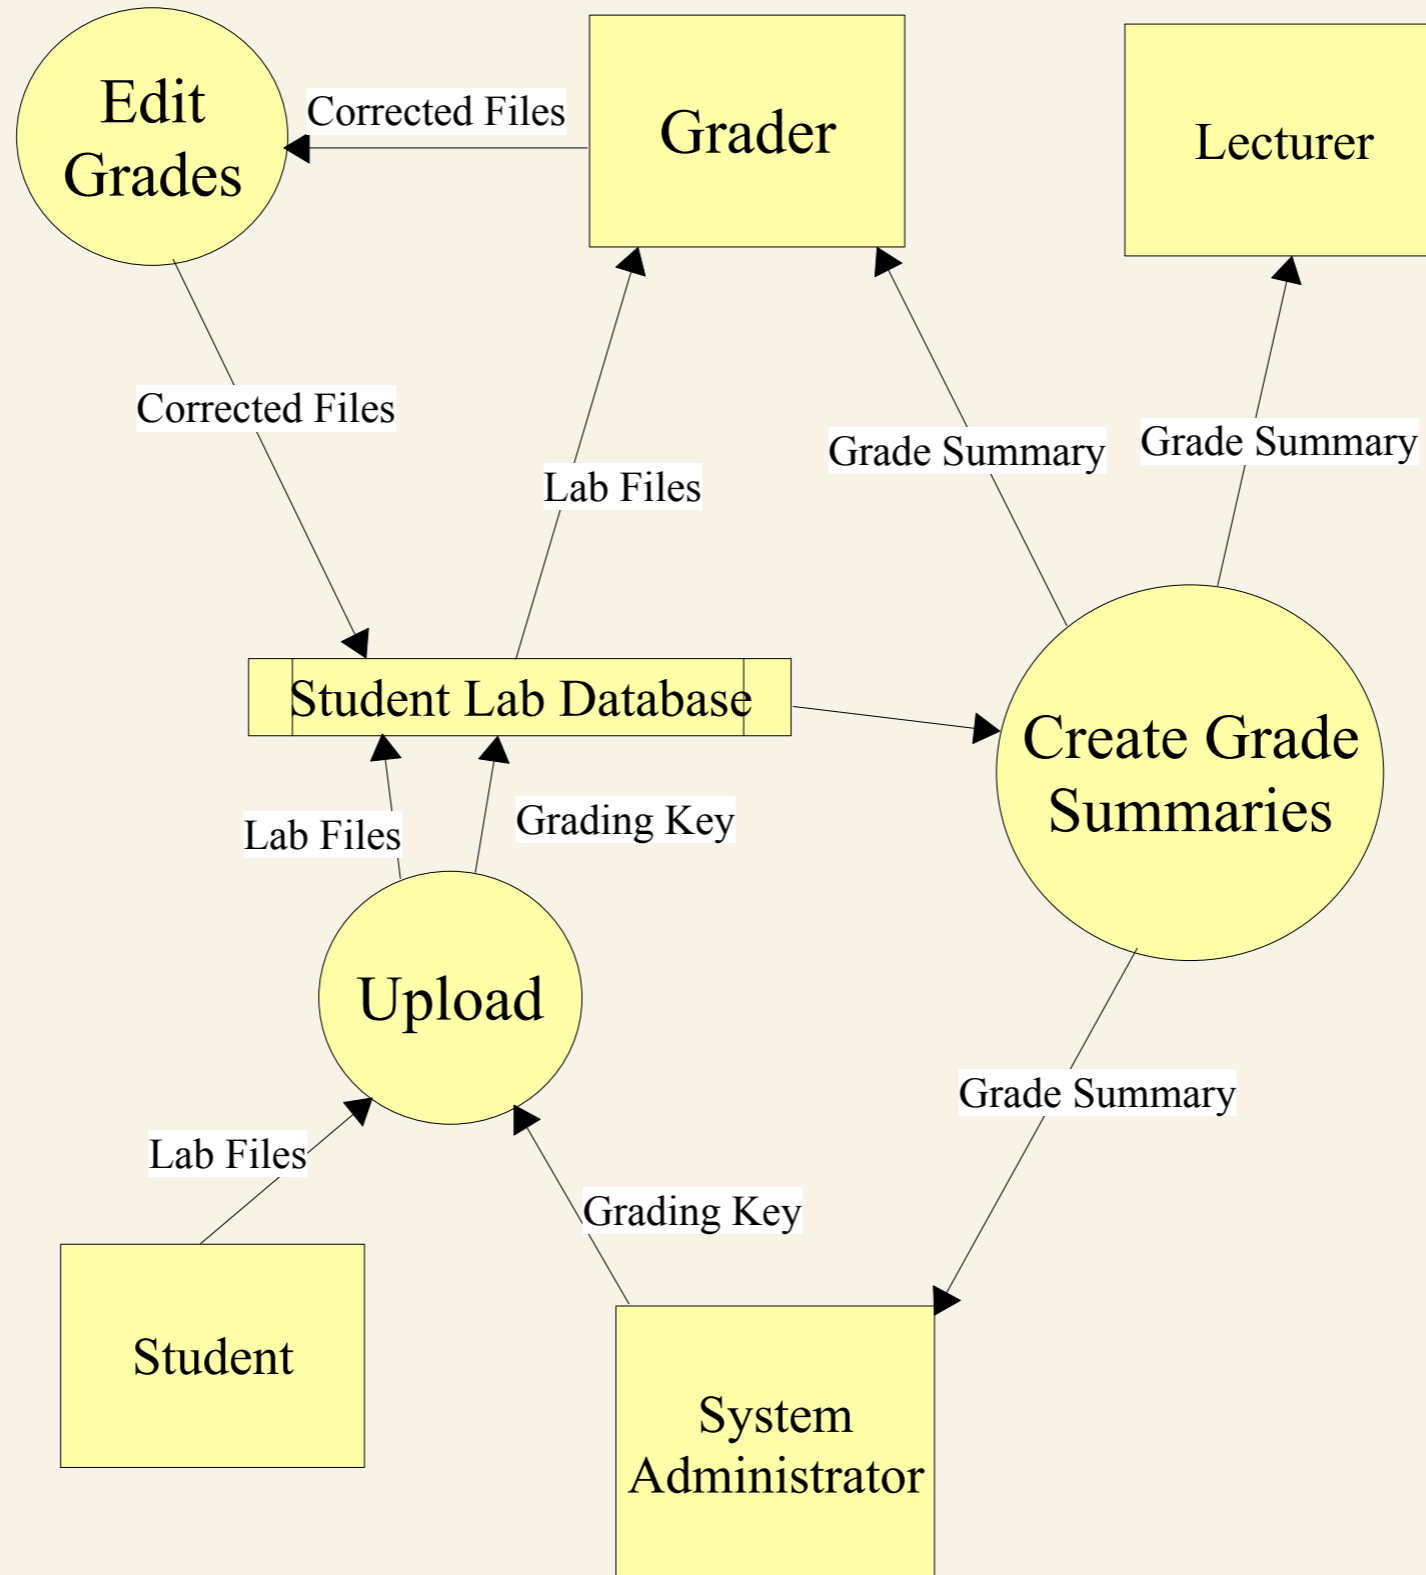 Edit
Grades
Corrected Files
Grader
Lecturer
Corrected Files
Lab Files
Grade Summary
Grade Summary
Student Lab Database
Create Grade
Summaries
Lab Files
Grading Key
Upload
Grade Summary
Lab Files
Grading Key
Student
System
Administrator